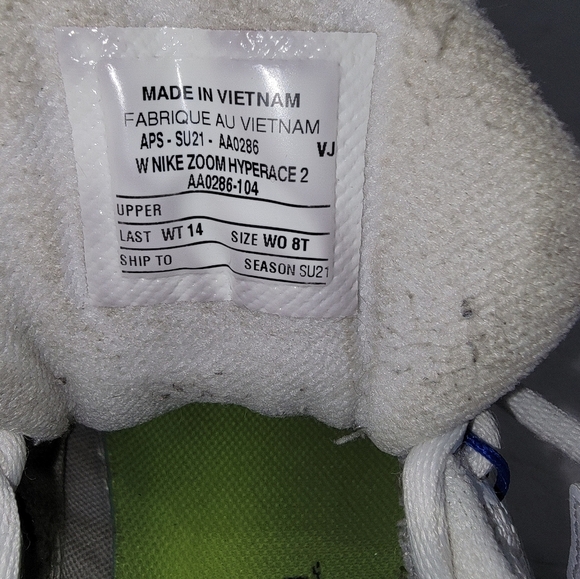 MADE IN VIETNAM
FABRIQUE AU VIETNAM
APS - SU21 - AA0286 VJ
W NIKE ZOOM HYPERACE 2
AA0286-104
UPPER
LAST WT 14 SIZE WO 8T
SHIP TO SEASON SU21